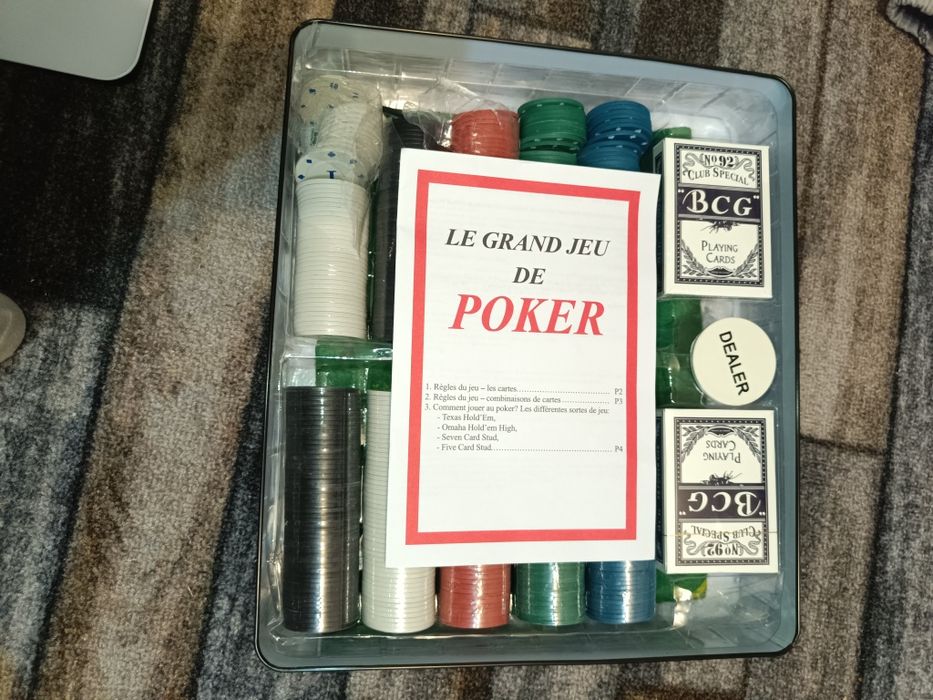 LE GRAND JEU
DE
POKER
1. Règles du jeu – les cartes.................................................. P2
2. Règles du jeu – combinaisons de cartes ........................... P3
3. Comment jouer au poker? Les différentes sortes de jeu:
- Texas Hold'Em,
- Omaha Hold'em High,
- Seven Card Stud,
- Five Card Stud............................................................ P4
No 92
CLUB SPECIAL
"BCG"
PLAYING
CARDS
DEALER
No 92
CLUB SPECIAL
"BCG"
PLAYING
CARDS